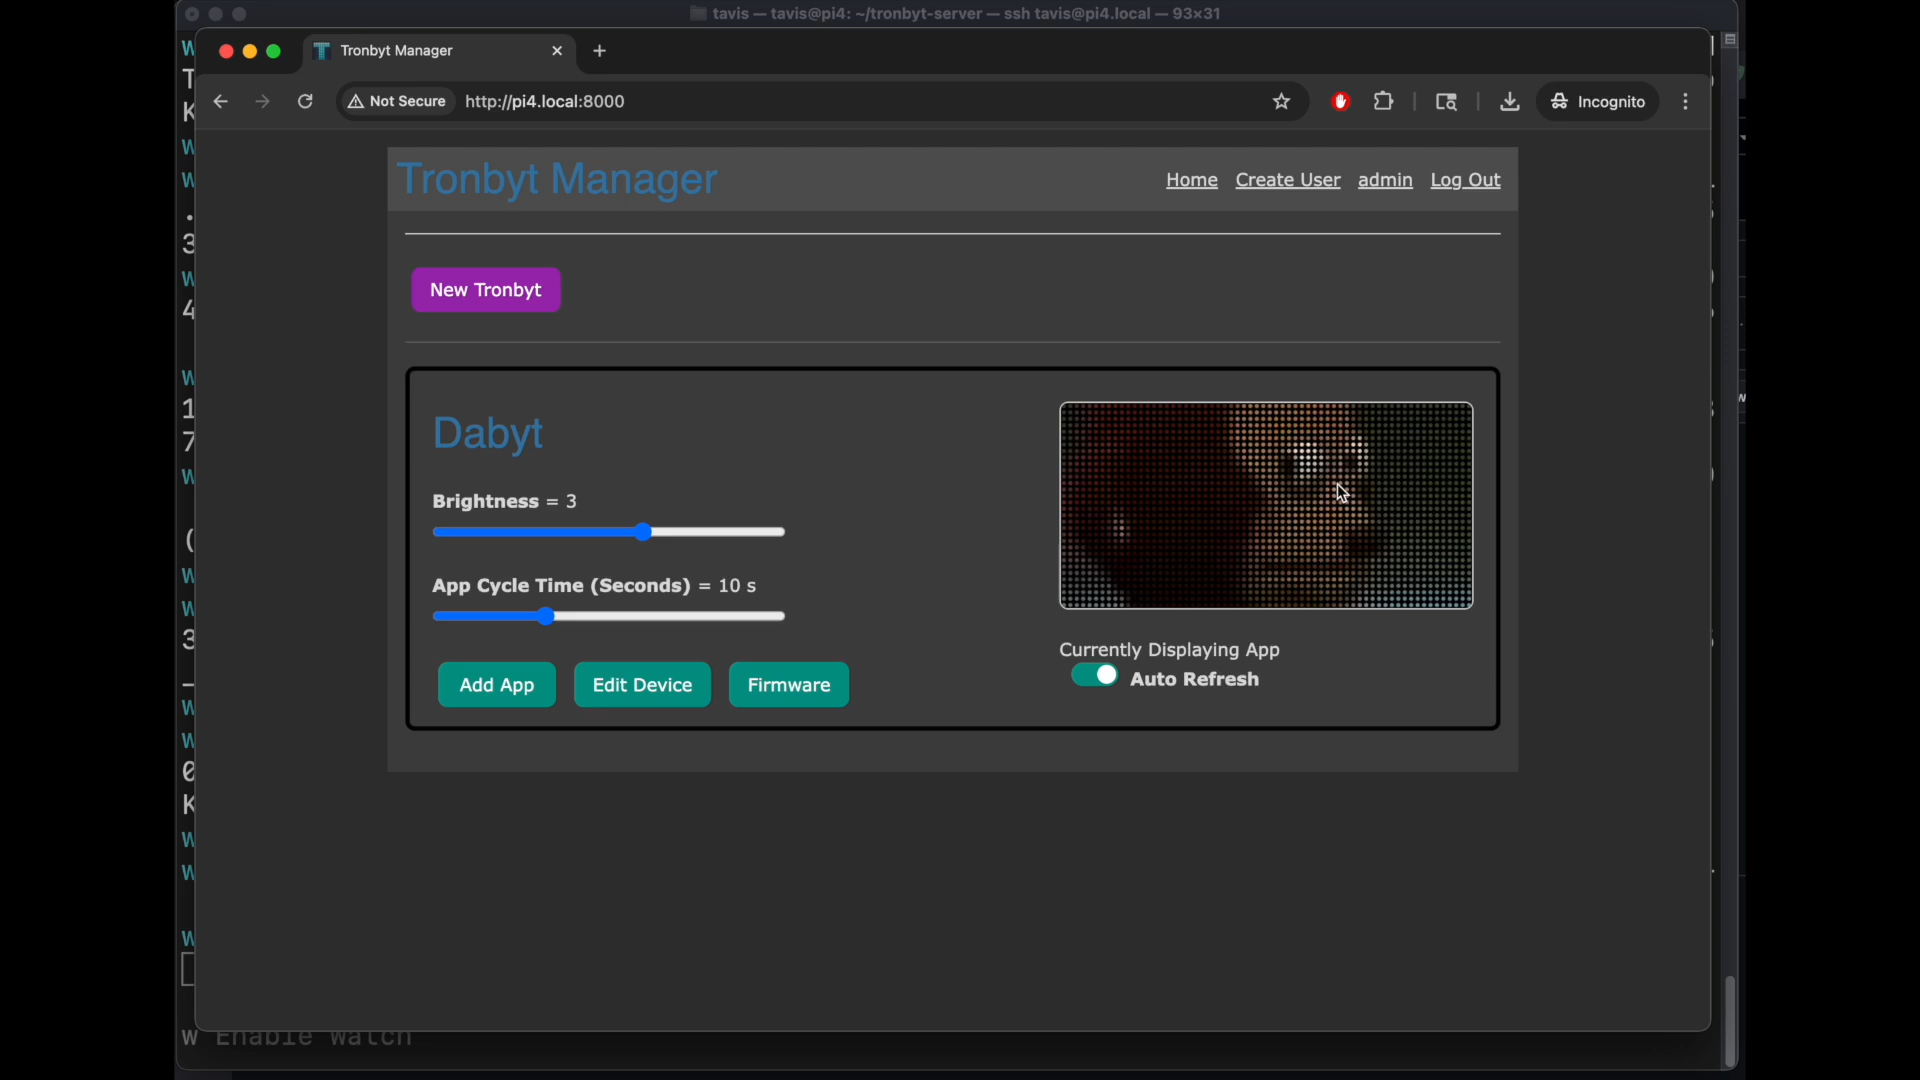 tavis — tavis@pi4: ~/tronbyt-server — ssh tavis@pi4.local — 93×31
Tronbyt Manager
Not Secure
http://pi4.local:8000
Incognito
Tronbyt Manager
Home
Create User
admin
Log Out
New Tronbyt
Dabyt
Brightness = 3
App Cycle Time (Seconds) = 10 s
Add App
Edit Device
Firmware
Currently Displaying App
Auto Refresh
w Enable Watch